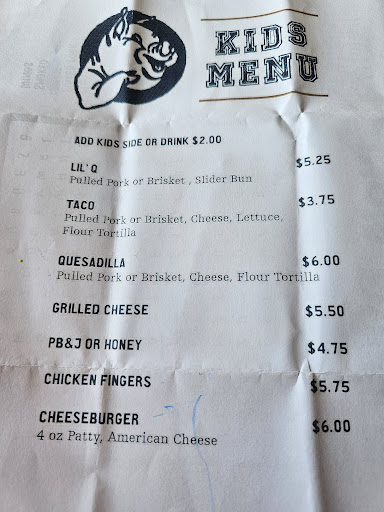 KIDS
MENU
ADD KIDS SIDE OR DRINK $2.00
LIL' Q $5.25
Pulled Pork or Brisket , Slider Bun
TACO $3.75
Pulled Pork or Brisket, Cheese, Lettuce,
Flour Tortilla
QUESADILLA $6.00
Pulled Pork or Brisket, Cheese, Flour Tortilla
GRILLED CHEESE $5.50
PB&J OR HONEY $4.75
CHICKEN FINGERS $5.75
CHEESEBURGER $6.00
4 oz Patty, American Cheese